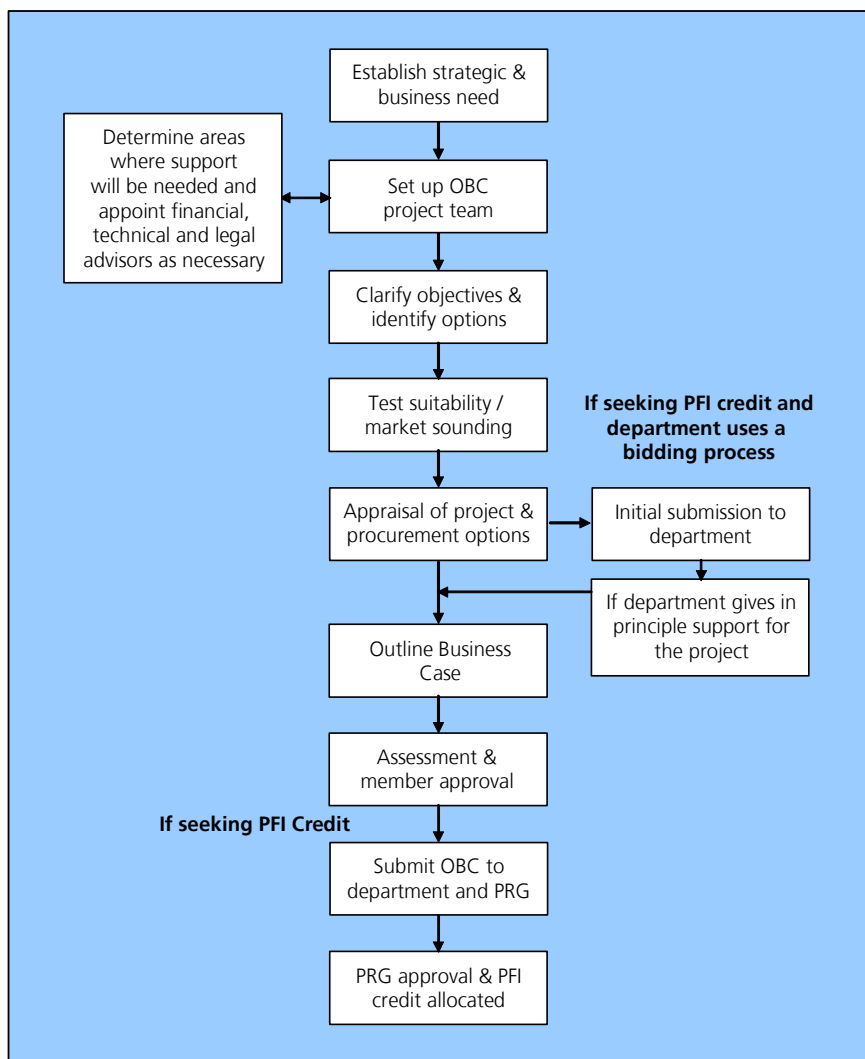 Establish strategic &
business need
Determine areas
where support
will be needed and
appoint financial,
technical and legal
advisors as necessary
Set up OBC
project team
Clarify objectives &
identify options
Test suitability /
market sounding
If seeking PFI credit and
department uses a
bidding process
Appraisal of project &
procurement options
Initial submission to
department
If department gives in
principle support for
the project
Outline Business
Case
Assessment &
member approval
If seeking PFI Credit
Submit OBC to
department and PRG
PRG approval & PFI
credit allocated